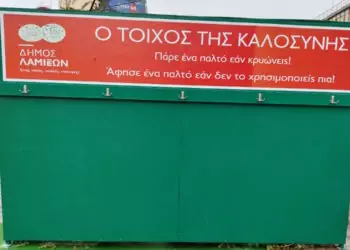 Ο ΤΟΙΧΟΣ ΤΗΣ ΚΑΛΟΣΥΝΗΣ
Πάρε ένα παλτό εάν κρυώνεις!
Άφησε ένα παλτό εάν δεν το χρησιμοποιείς πια!
ΔΗΜΟΣ
ΛΑΜΙΕΩΝ